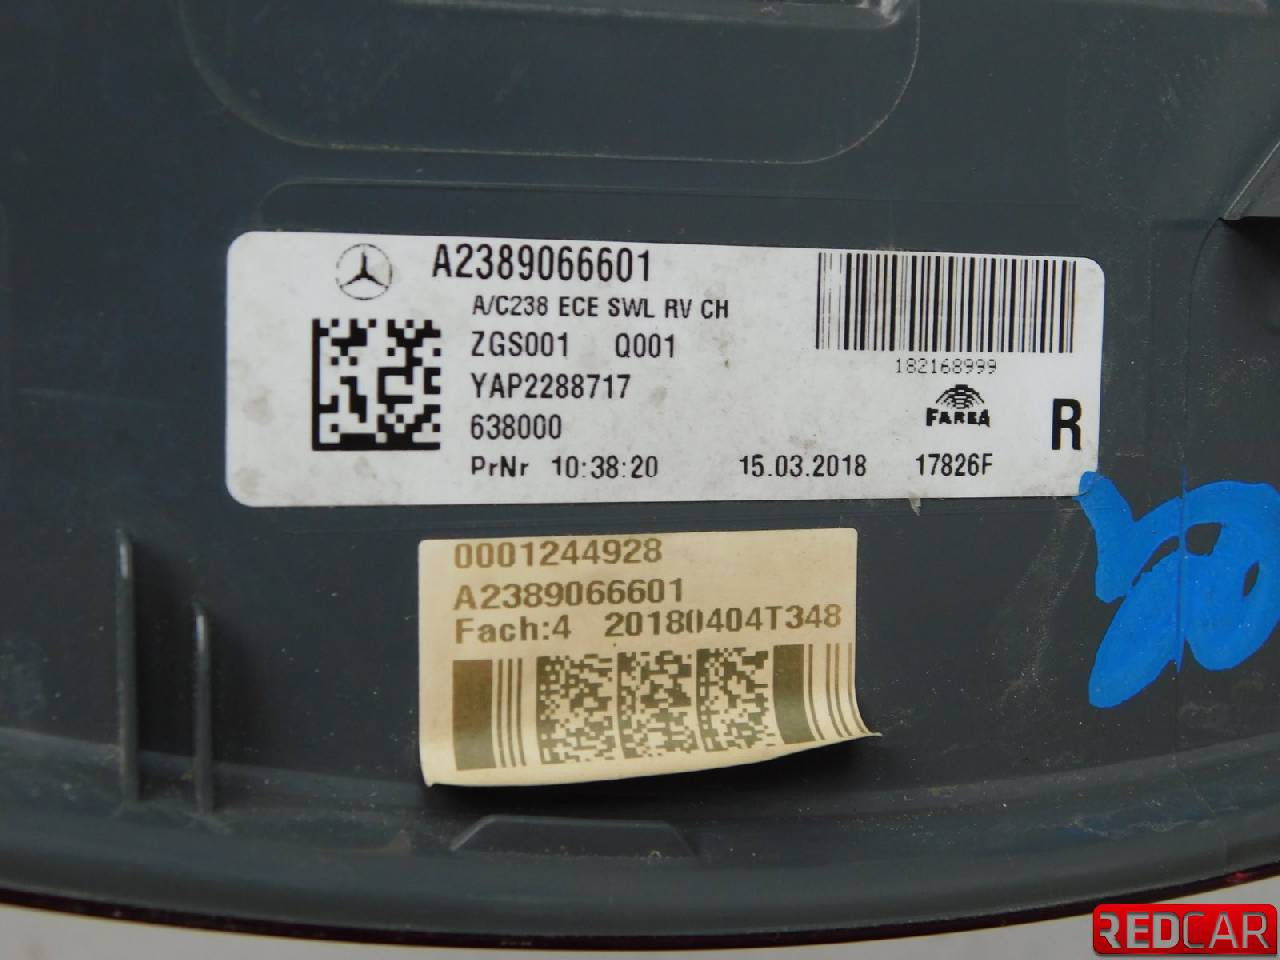 A2389066601
A/C238 ECE SWL RV CH
ZGS001 Q001
YAP2288717
638000
PrNr 10:38:20 15.03.2018 17826F
182168999
FARBA
R
0001244928
A2389066601
Fach:4 20180404T348
REDCAR